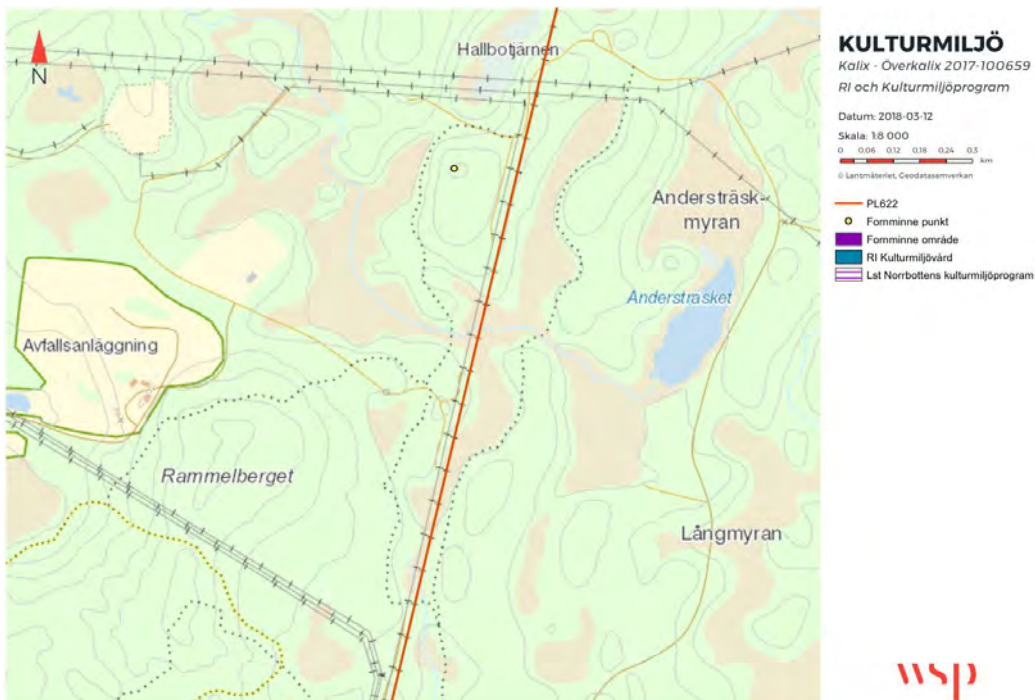 N
Hallbotjärnen
Andersträsk-
myran
Andersträsket
Avfallsanläggning
Rammelberget
Långmyran
KULTURMILJÖ
Kalix - Överkalix 2017-100659
RI och Kulturmiljöprogram
Datum: 2018-03-12
Skala: 1:8 000
0 0,06 0,12 0,18 0,24 0,3
km
© Lantmäteriet, Geodatasamverkan
PL622
Fornminne punkt
Fornminne område
RI Kulturmiljövård
Lst Norrbottens kulturmiljöprogram
wsp